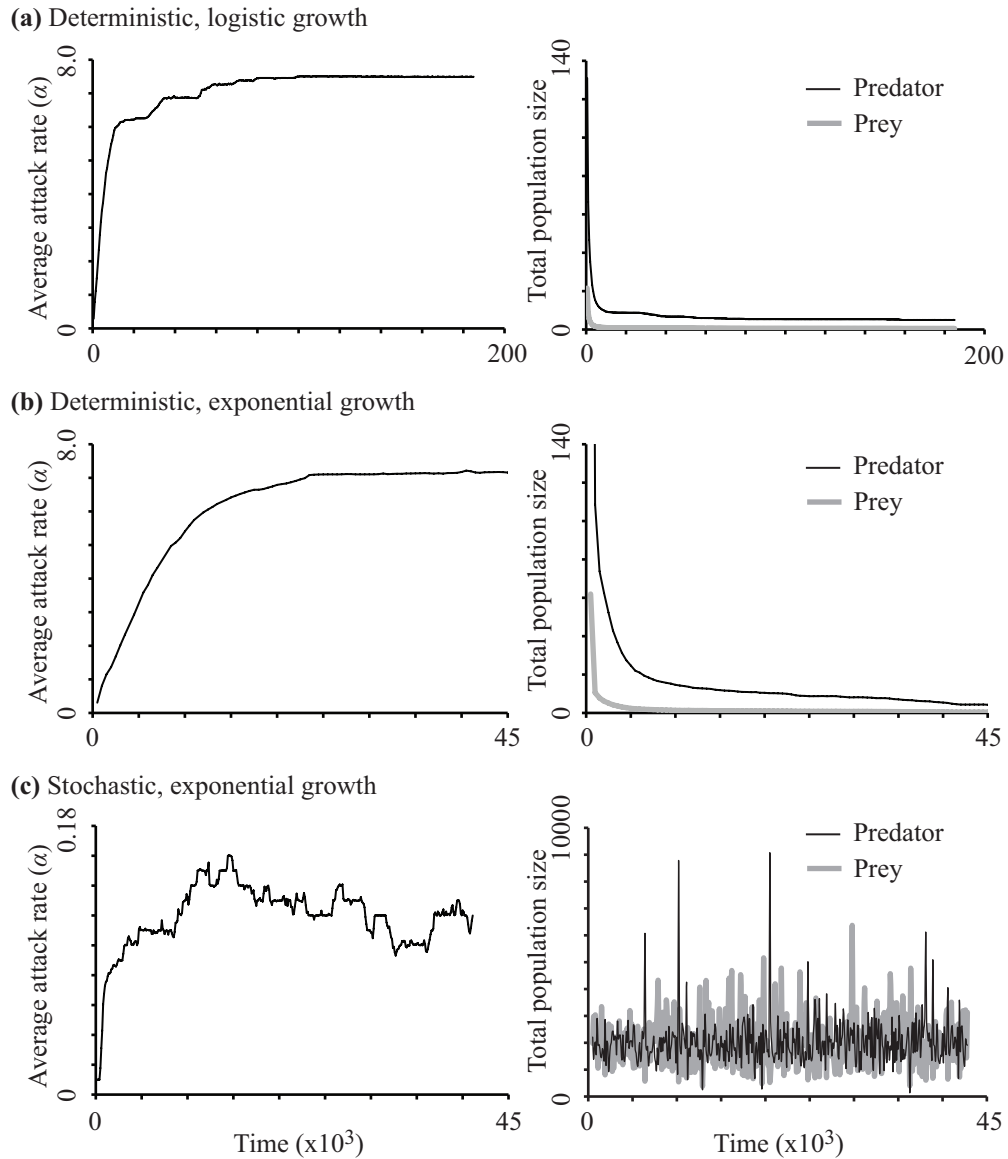 (a) Deterministic, logistic growth
8.0
Average attack rate (α)
0
0
200
140
Total population size
0
0
200
Predator
Prey
(b) Deterministic, exponential growth
8.0
Average attack rate (α)
0
0
45
140
Total population size
0
0
45
Predator
Prey
(c) Stochastic, exponential growth
0.18
Average attack rate (α)
0
0
45
Time (x10³)
10000
Total population size
0
0
45
Time (x10³)
Predator
Prey